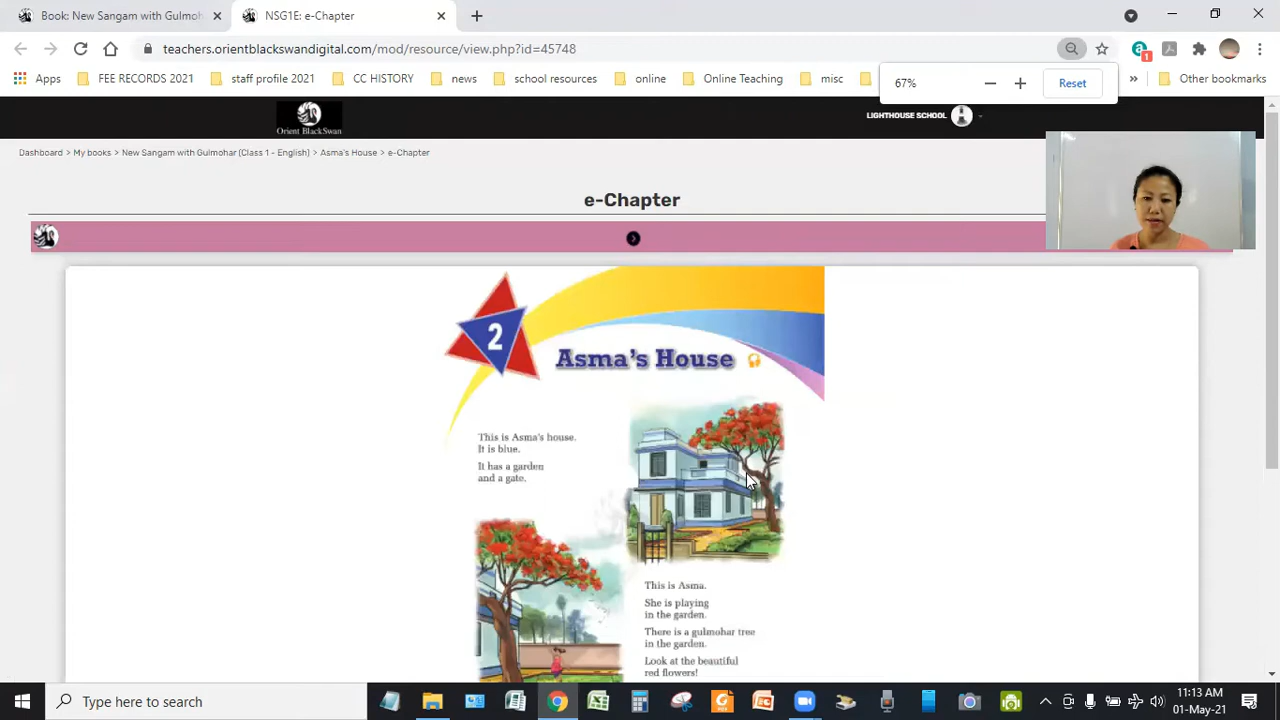 Book: New Sangam with Gulmoh
NSG1E: e-Chapter
teachers.orientblackswandigital.com/mod/resource/view.php?id=45748
1
Apps
FEE RECORDS 2021
staff profile 2021
CC HISTORY
news
school resources
online
Online Teaching
misc
Other bookmarks
67%
Reset
Orient BlackSwan
LIGHTHOUSE SCHOOL
Dashboard > My books > New Sangam with Gulmohar (Class 1 - English) > Asma's House > e-Chapter
e-Chapter
2
Asma's House
This is Asma's house.
It is blue.
It has a garden
and a gate.
This is Asma.
She is playing
in the garden.
There is a gulmohar tree
in the garden.
Look at the beautiful
red flowers!
Type here to search
11:13 AM
01-May-21